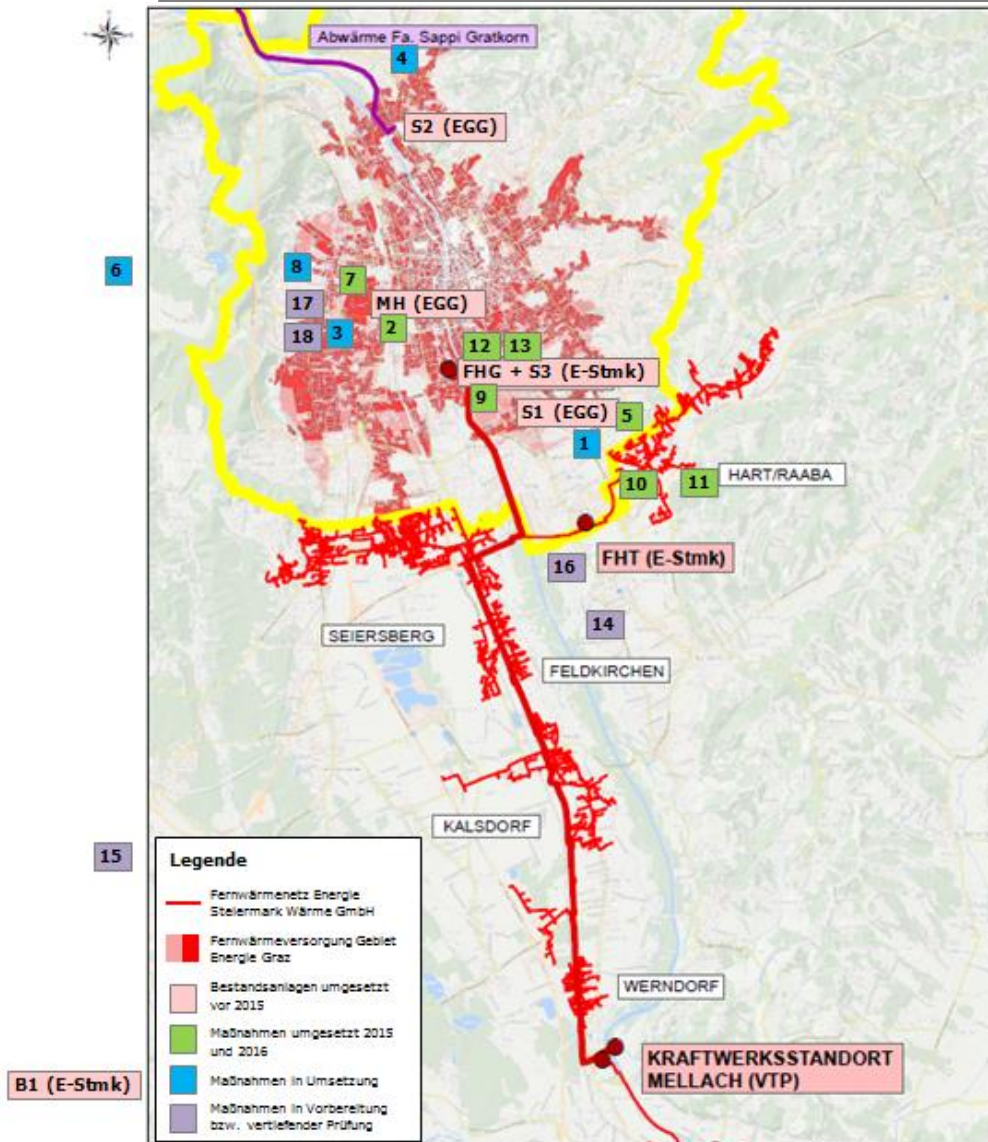 Abwärme Fa. Sappi Gratkorn
4
S2 (EGG)
6
8
7
17
MH (EGG)
18
3
2
12
13
FHG + S3 (E-Stmk)
9
S1 (EGG)
5
1
10
11
HART/RAABA
16
FHT (E-Stmk)
14
SEIERSBERG
FELDKIRCHEN
KALSDORF
15
Legende
Fernwärmenetz Energie
Steiermark Wärme GmbH
Fernwärmeversorgung Gebiet
Energie Graz
Bestandsanlagen umgesetzt
vor 2015
Maßnahmen umgesetzt 2015
und 2016
Maßnahmen in Umsetzung
Maßnahmen in Vorbereitung
bzw. vertiefender Prüfung
WERNDORF
KRAFTWERKSSTANDORT
MELLACH (VTP)
B1 (E-Stmk)